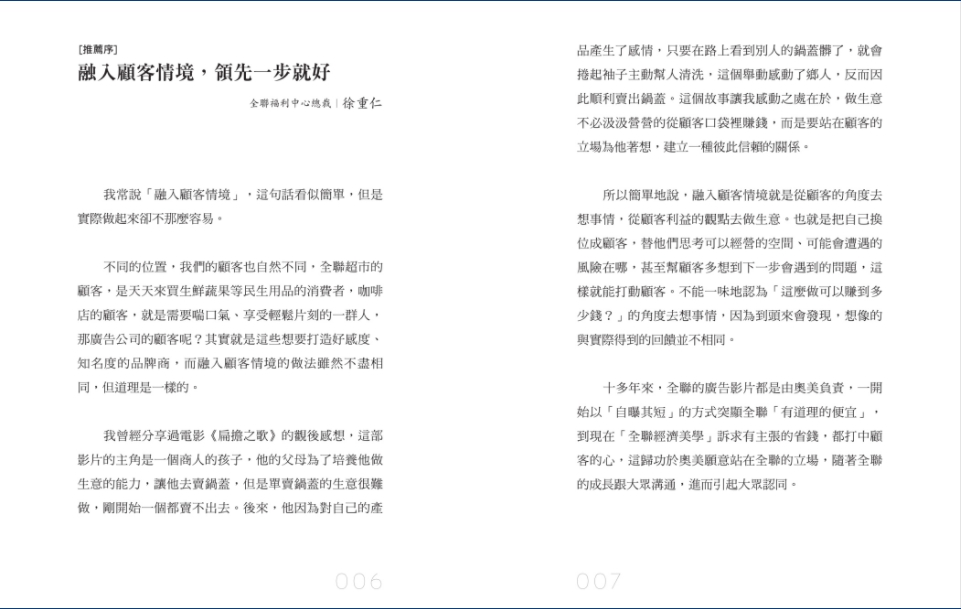 [推薦序]
融入顧客情境，領先一步就好
全聯福利中心總裁｜徐重仁
我常說「融入顧客情境」，這句話看似簡單，但是
實際做起來卻不那麼容易。
不同的位置，我們的顧客也自然不同，全聯超市的
顧客，是天天來買生鮮蔬果等民生用品的消費者，咖啡
店的顧客，就是需要喘口氣、享受輕鬆片刻的一群人，
那廣告公司的顧客呢？其實就是這些想要打造好感度、
知名度的品牌商，而融入顧客情境的做法雖然不盡相
同，但道理是一樣的。
我曾經分享過電影《扁擔之歌》的觀後感想，這部
影片的主角是一個商人的孩子，他的父母為了培養他做
生意的能力，讓他去賣鍋蓋，但是單賣鍋蓋的生意很難
做，剛開始一個都賣不出去。後來，他因為對自己的產
006
品產生了感情，只要在路上看到別人的鍋蓋髒了，就會
捲起袖子主動幫人清洗，這個舉動感動了鄉人，反而因
此順利賣出鍋蓋。這個故事讓我感動之處在於，做生意
不必汲汲營營的從顧客口袋裡賺錢，而是要站在顧客的
立場為他著想，建立一種彼此信賴的關係。
所以簡單地說，融入顧客情境就是從顧客的角度去
想事情，從顧客利益的觀點去做生意。也就是把自己換
位成顧客，替他們思考可以經營的空間、可能會遭遇的
風險在哪，甚至幫顧客多想到下一步會遇到的問題，這
樣就能打動顧客。不能一味地認為「這麼做可以賺到多
少錢？」的角度去想事情，因為到頭來會發現，想像的
與實際得到的回饋並不相同。
十多年來，全聯的廣告影片都是由奧美負責，一開
始以「自曝其短」的方式突顯全聯「有道理的便宜」，
到現在「全聯經濟美學」訴求有主張的省錢，都打中顧
客的心，這歸功於奧美願意站在全聯的立場，隨著全聯
的成長跟大眾溝通，進而引起大眾認同。
007